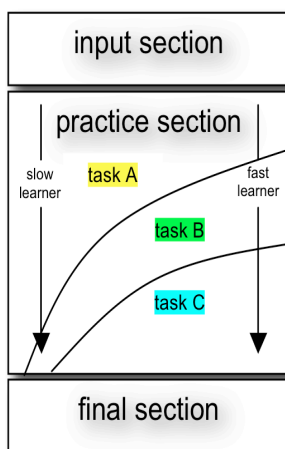 input section
practice section
slow
learner
task A
fast
learner
task B
task C
final section